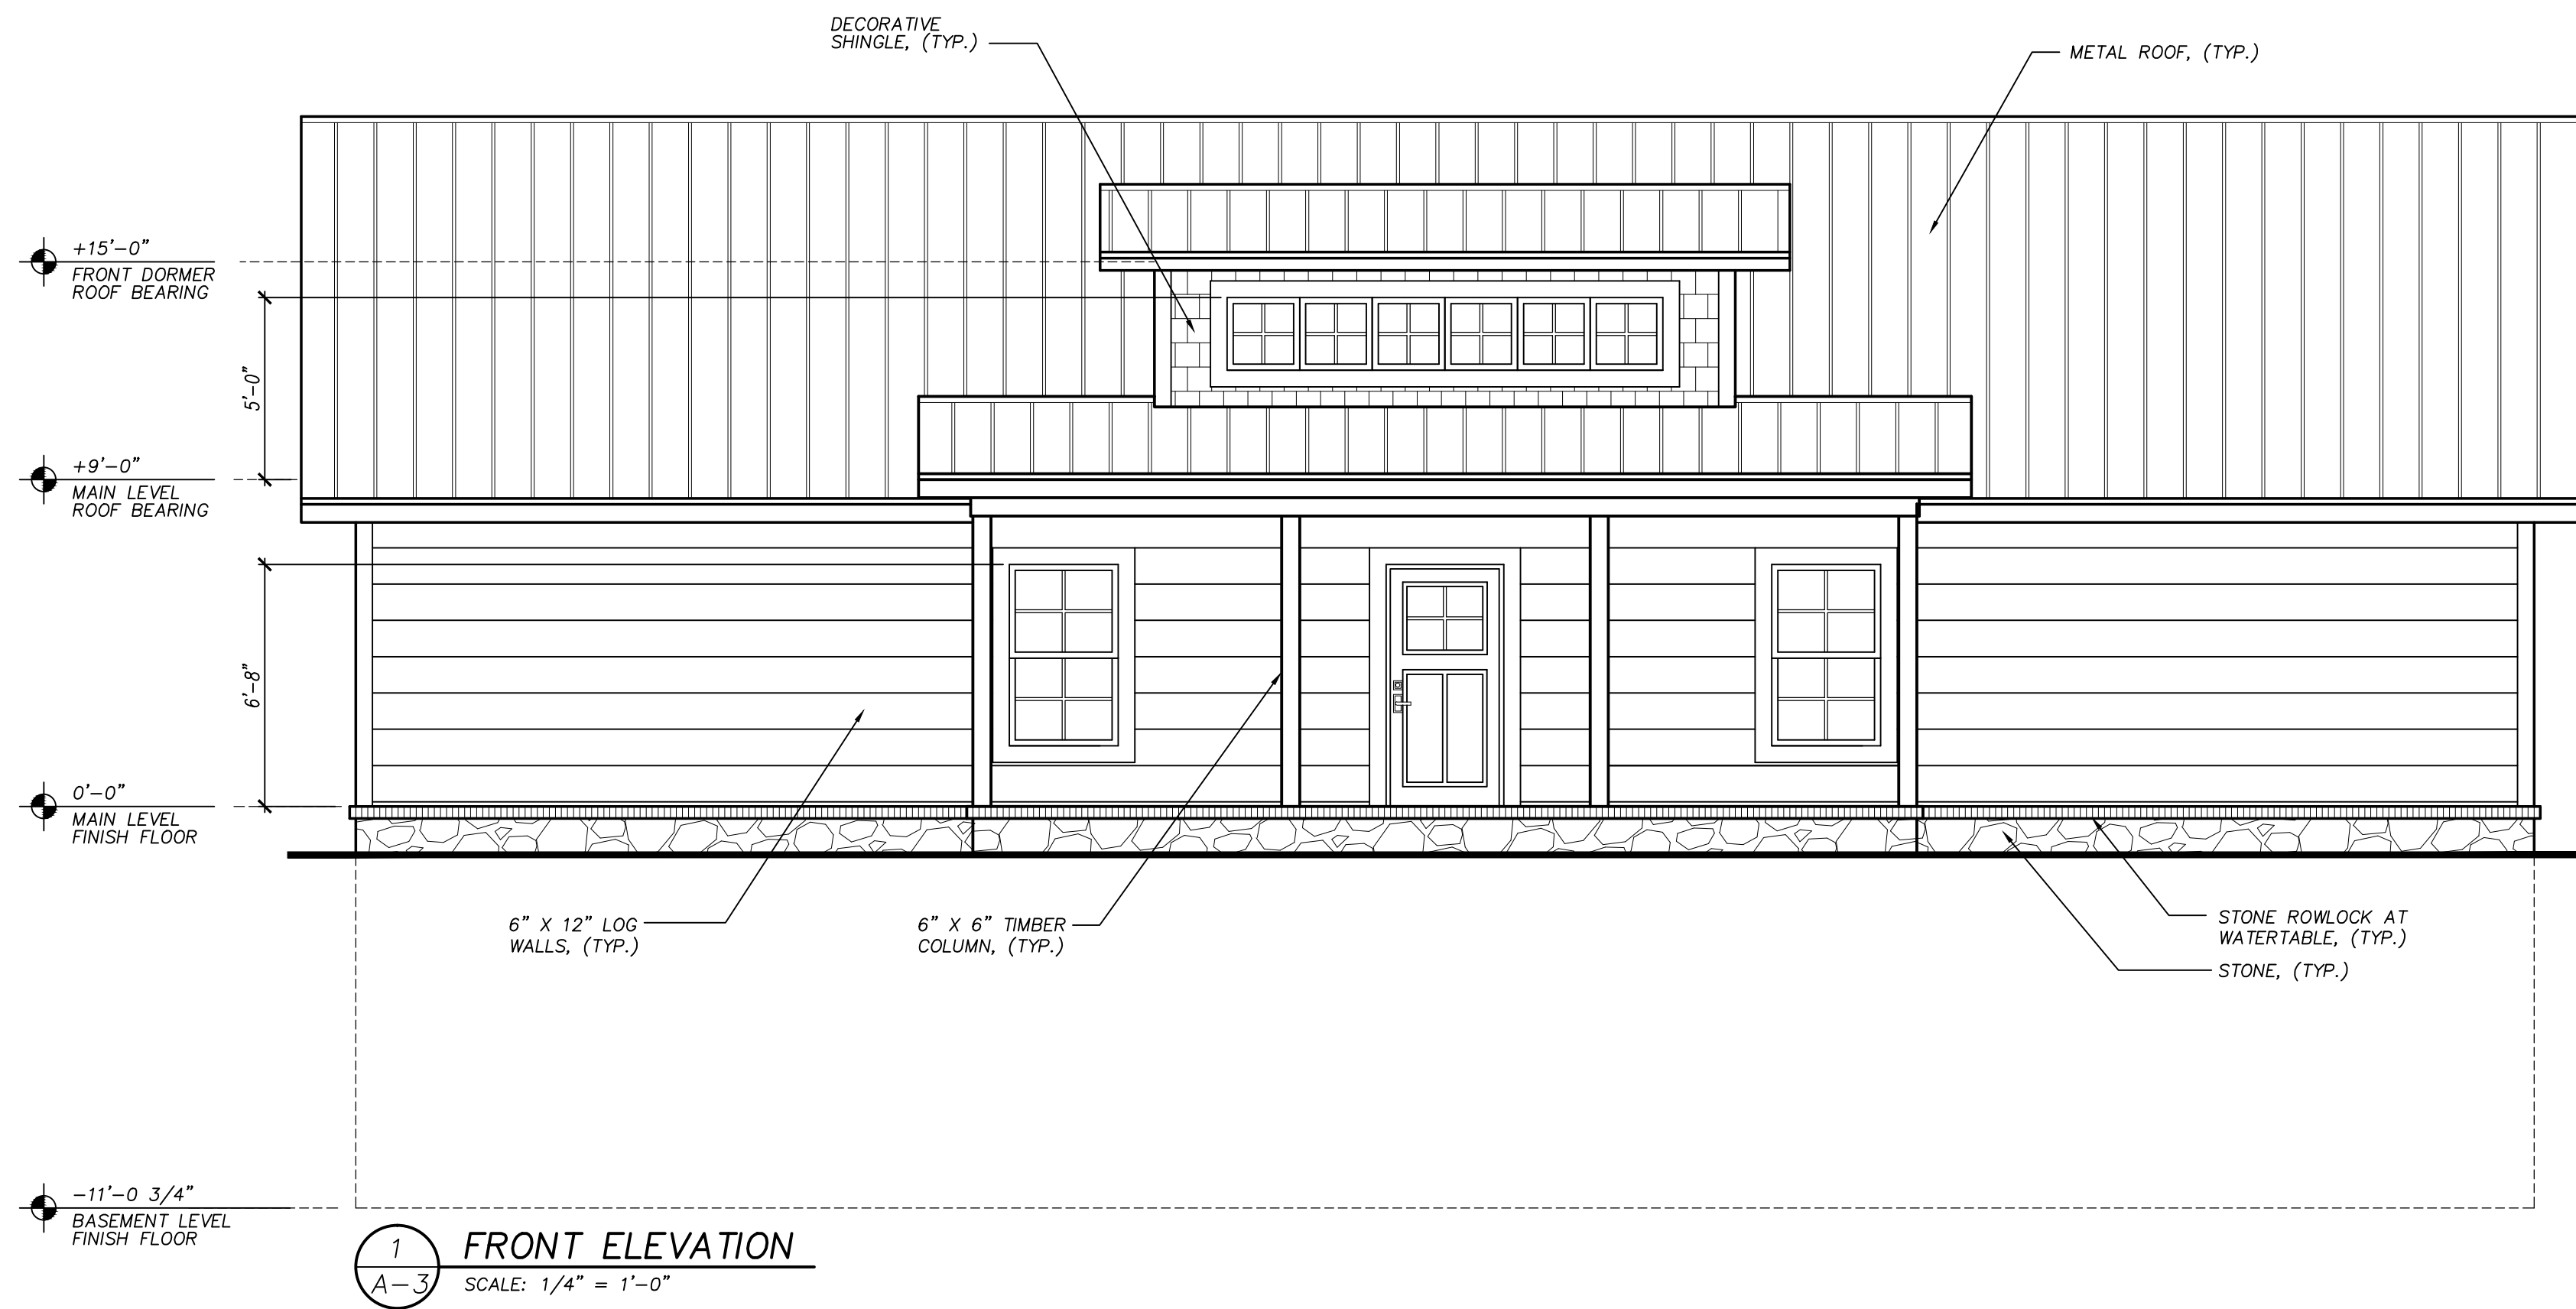 DECORATIVE
SHINGLE, (TYP.)
METAL ROOF, (TYP.)
+15'-0"
FRONT DORMER
ROOF BEARING
5'-0"
+9'-0"
MAIN LEVEL
ROOF BEARING
6'-8"
0'-0"
MAIN LEVEL
FINISH FLOOR
6" X 12" LOG
WALLS, (TYP.)
6" X 6" TIMBER
COLUMN, (TYP.)
STONE ROWLOCK AT
WATERTABLE, (TYP.)
STONE, (TYP.)
-11'-0 3/4"
BASEMENT LEVEL
FINISH FLOOR
1
A-3
FRONT ELEVATION
SCALE: 1/4" = 1'-0"